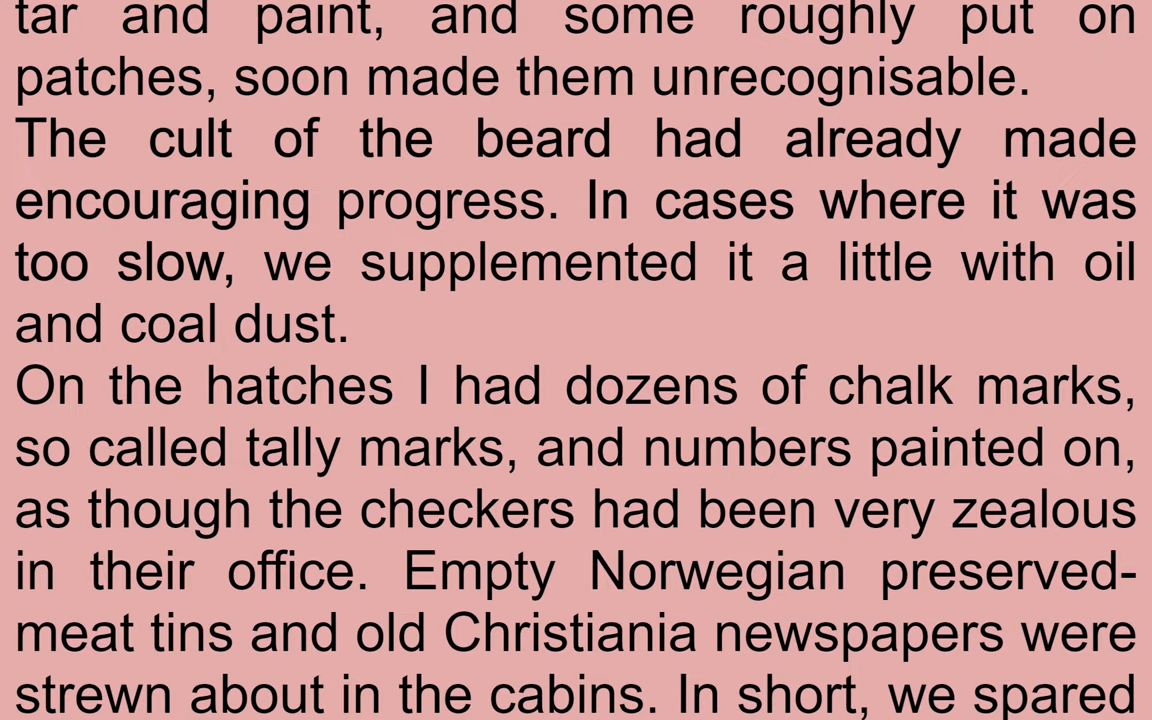 tar and paint, and some roughly put on
patches, soon made them unrecognisable.
The cult of the beard had already made
encouraging progress. In cases where it was
too slow, we supplemented it a little with oil
and coal dust.
On the hatches I had dozens of chalk marks,
so called tally marks, and numbers painted on,
as though the checkers had been very zealous
in their office. Empty Norwegian preserved-
meat tins and old Christiania newspapers were
strewn about in the cabins. In short, we spared